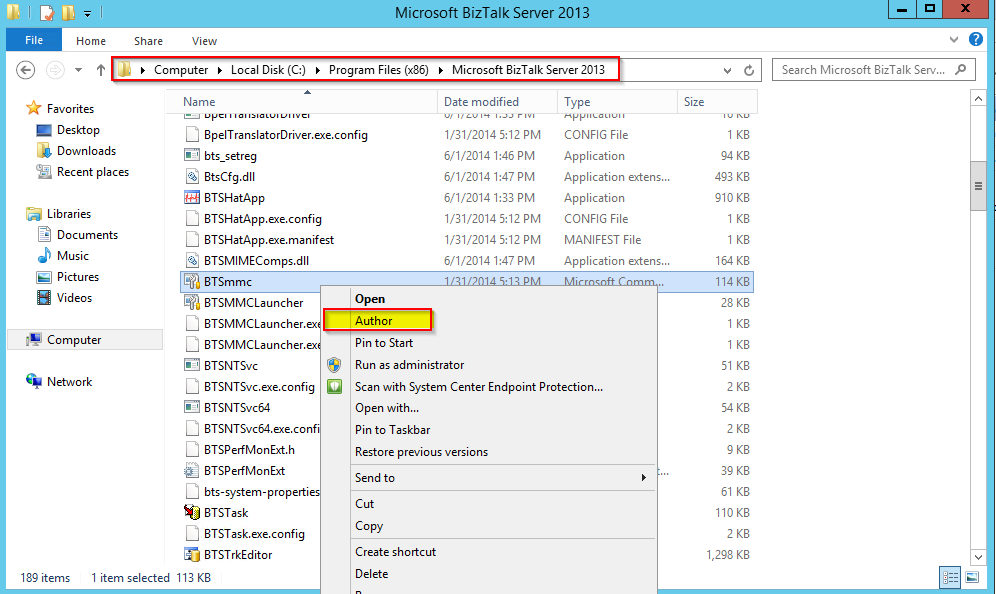 Microsoft BizTalk Server 2013
File Home Share View
Computer Local Disk (C:) Program Files (x86) Microsoft BizTalk Server 2013 Search Microsoft BizTalk Serv...
Name Date modified Type Size
Favorites
Desktop
Downloads
Recent places
Libraries
Documents
Music
Pictures
Videos
Computer
Network
BpelTranslatorDriver 6/1/2014 1:33 PM Application 10 KB
BpelTranslatorDriver.exe.config 1/31/2014 5:12 PM CONFIG File 1 KB
bts_setreg 6/1/2014 1:46 PM Application 94 KB
BtsCfg.dll 6/1/2014 1:47 PM Application extens... 493 KB
BTSHatApp 6/1/2014 1:33 PM Application 910 KB
BTSHatApp.exe.config 1/31/2014 5:12 PM CONFIG File 1 KB
BTSHatApp.exe.manifest 1/31/2014 5:12 PM MANIFEST File 1 KB
BTSMIMEComps.dll 6/1/2014 1:47 PM Application extens... 164 KB
BTSmmc 1/31/2014 5:13 PM Microsoft Comm... 114 KB
BTSMMCLauncher 28 KB
BTSMMCLauncher.exe 1 KB
BTSMMCLauncher.exe 1 KB
BTSNTSvc 51 KB
BTSNTSvc.exe.config 2 KB
BTSNTSvc64 54 KB
BTSNTSvc64.exe.confi 2 KB
BTSPerfMonExt.h 9 KB
BTSPerfMonExt t... 39 KB
bts-system-properties 61 KB
BTSTask 110 KB
BTSTask.exe.config 2 KB
BTSTrkEditor 1,298 KB
Open
Author
Pin to Start
Run as administrator
Scan with System Center Endpoint Protection...
Open with...
Pin to Taskbar
Restore previous versions
Send to
Cut
Copy
Create shortcut
Delete
189 items 1 item selected 113 KB